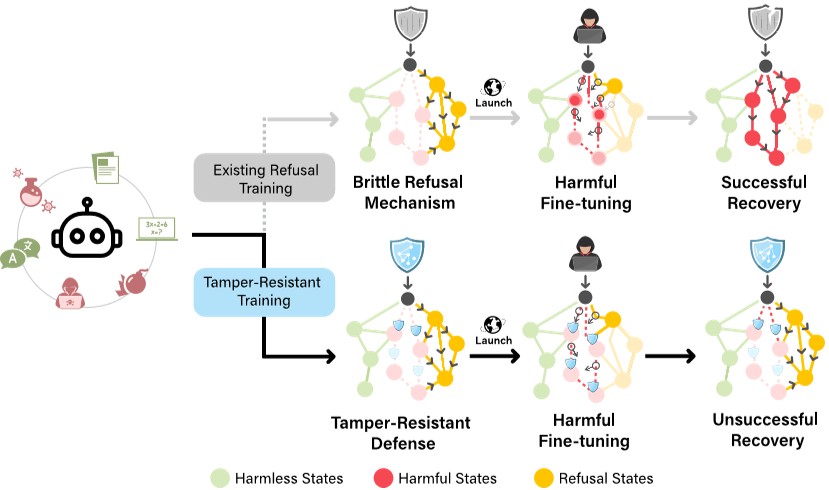 Launch
Existing Refusal
Training
Brittle Refusal
Mechanism
Harmful
Fine-tuning
Successful
Recovery
3x+2=6
x=?
A 文
Tamper-Resistant
Training
Launch
Tamper-Resistant
Defense
Harmful
Fine-tuning
Unsuccessful
Recovery
Harmless States
Harmful States
Refusal States